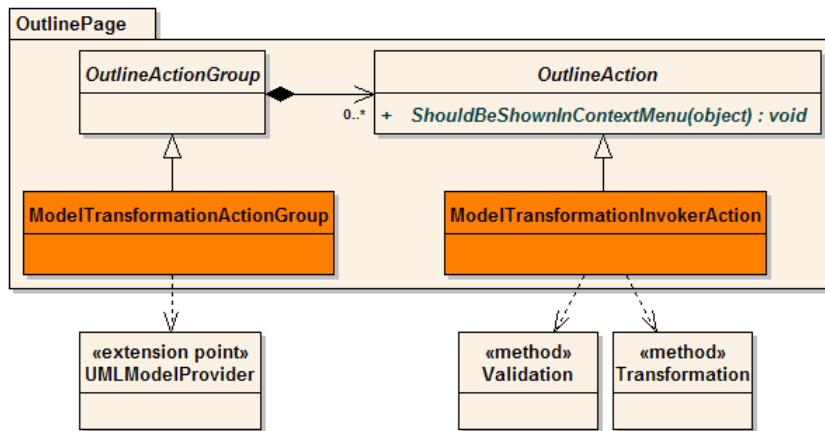 OutlinePage
OutlineActionGroup
OutlineAction
0..*
+ ShouldBeShownInContextMenu(object) : void
ModelTransformationActionGroup
ModelTransformationInvokerAction
«extension point»
UMLModelProvider
«method»
Validation
«method»
Transformation